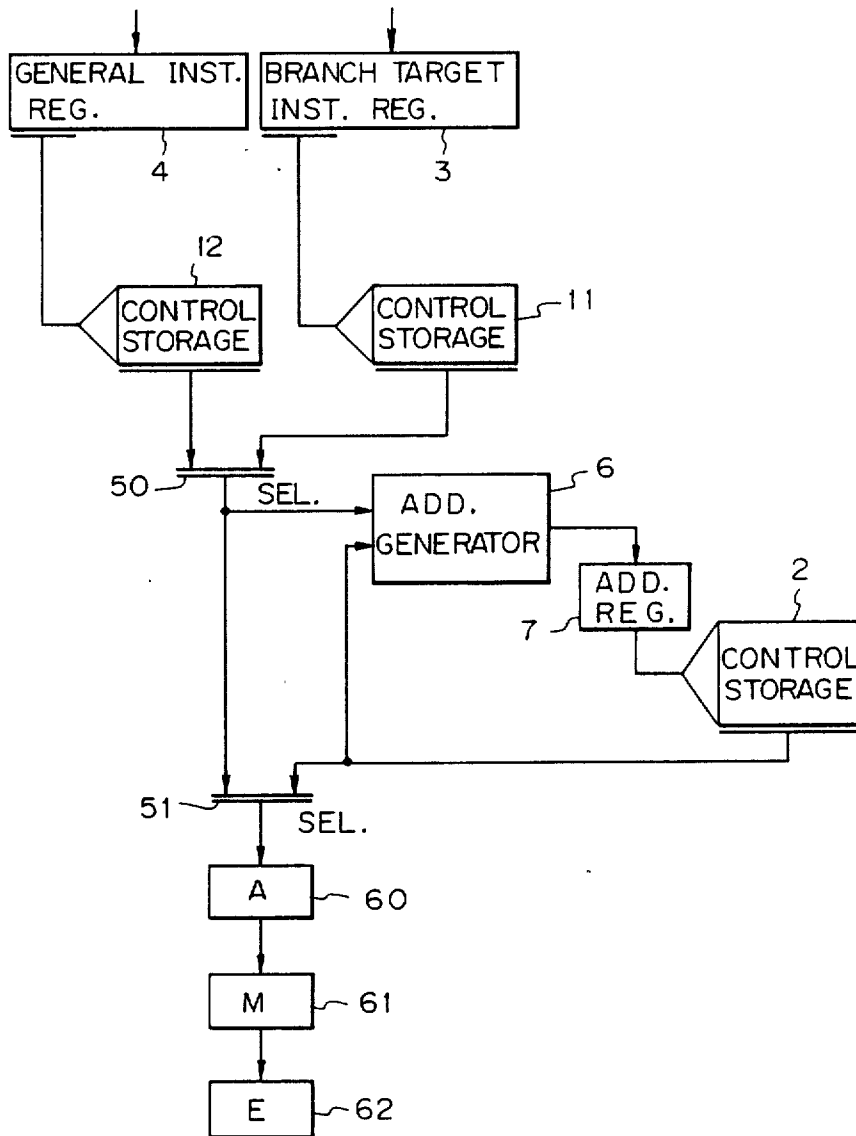 GENERAL INST.
REG.
BRANCH TARGET
INST. REG.
4
3
12
CONTROL
STORAGE
CONTROL
STORAGE
11
50
SEL.
ADD.
GENERATOR
6
ADD.
REG.
7
2
CONTROL
STORAGE
51
SEL.
A
60
M
61
E
62